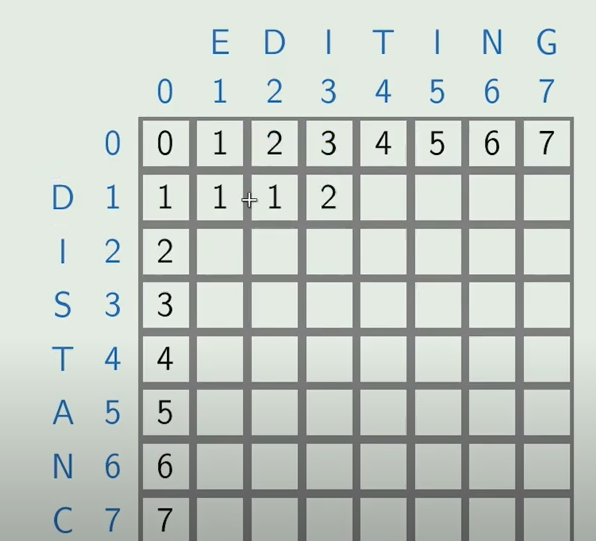 E D I T I N G
0 1 2 3 4 5 6 7
0 0 1 2 3 4 5 6 7
D 1 1 1 1 2
I 2 2
S 3 3
T 4 4
A 5 5
N 6 6
C 7 7